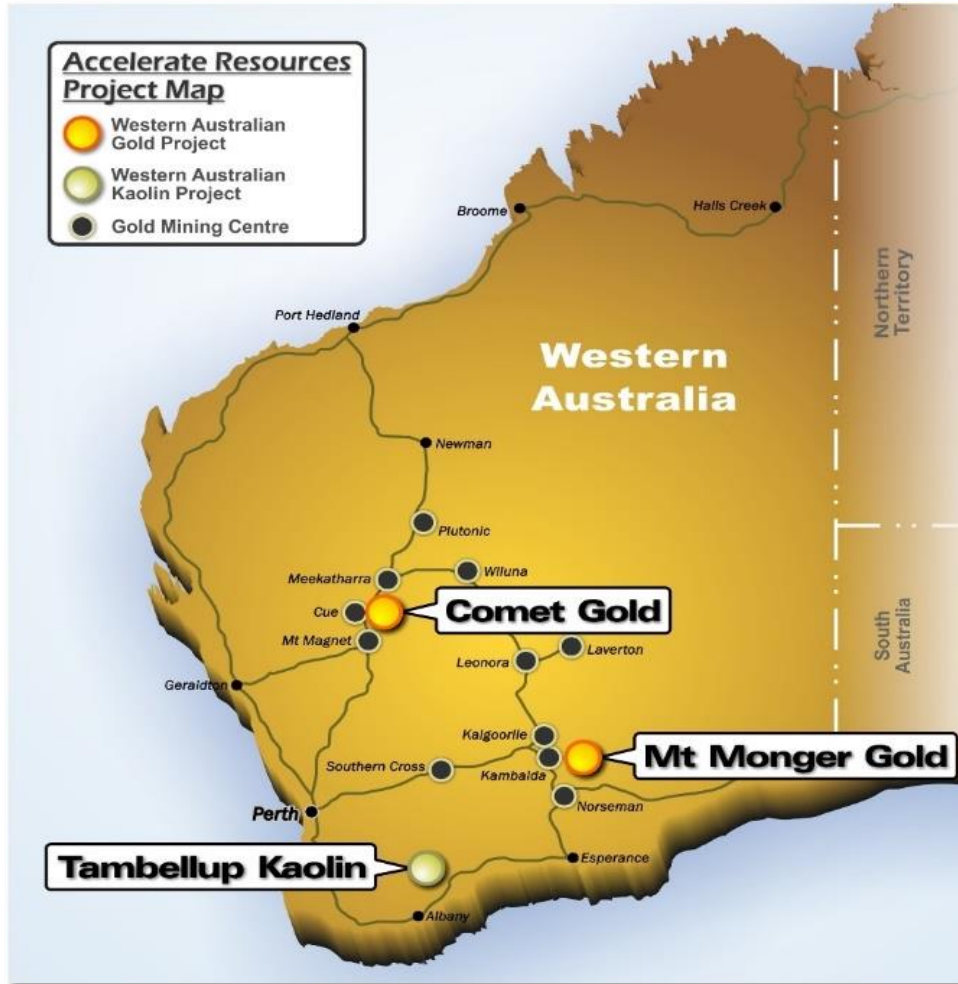 Accelerate Resources
Project Map
Western Australian
Gold Project
Western Australian
Kaolin Project
Gold Mining Centre
Broome
Halls Creek
Northern
Territory
Port Hedland
Western
Australia
Newman
Plutonic
Meekatharra
Wiluna
Cue
Comet Gold
Mt Magnet
Leonora
Laverton
South
Australia
Geraldton
Kalgoorlie
Mt Monger Gold
Southern Cross
Kambalda
Norseman
Perth
Tambellup Kaolin
Esperance
Albany